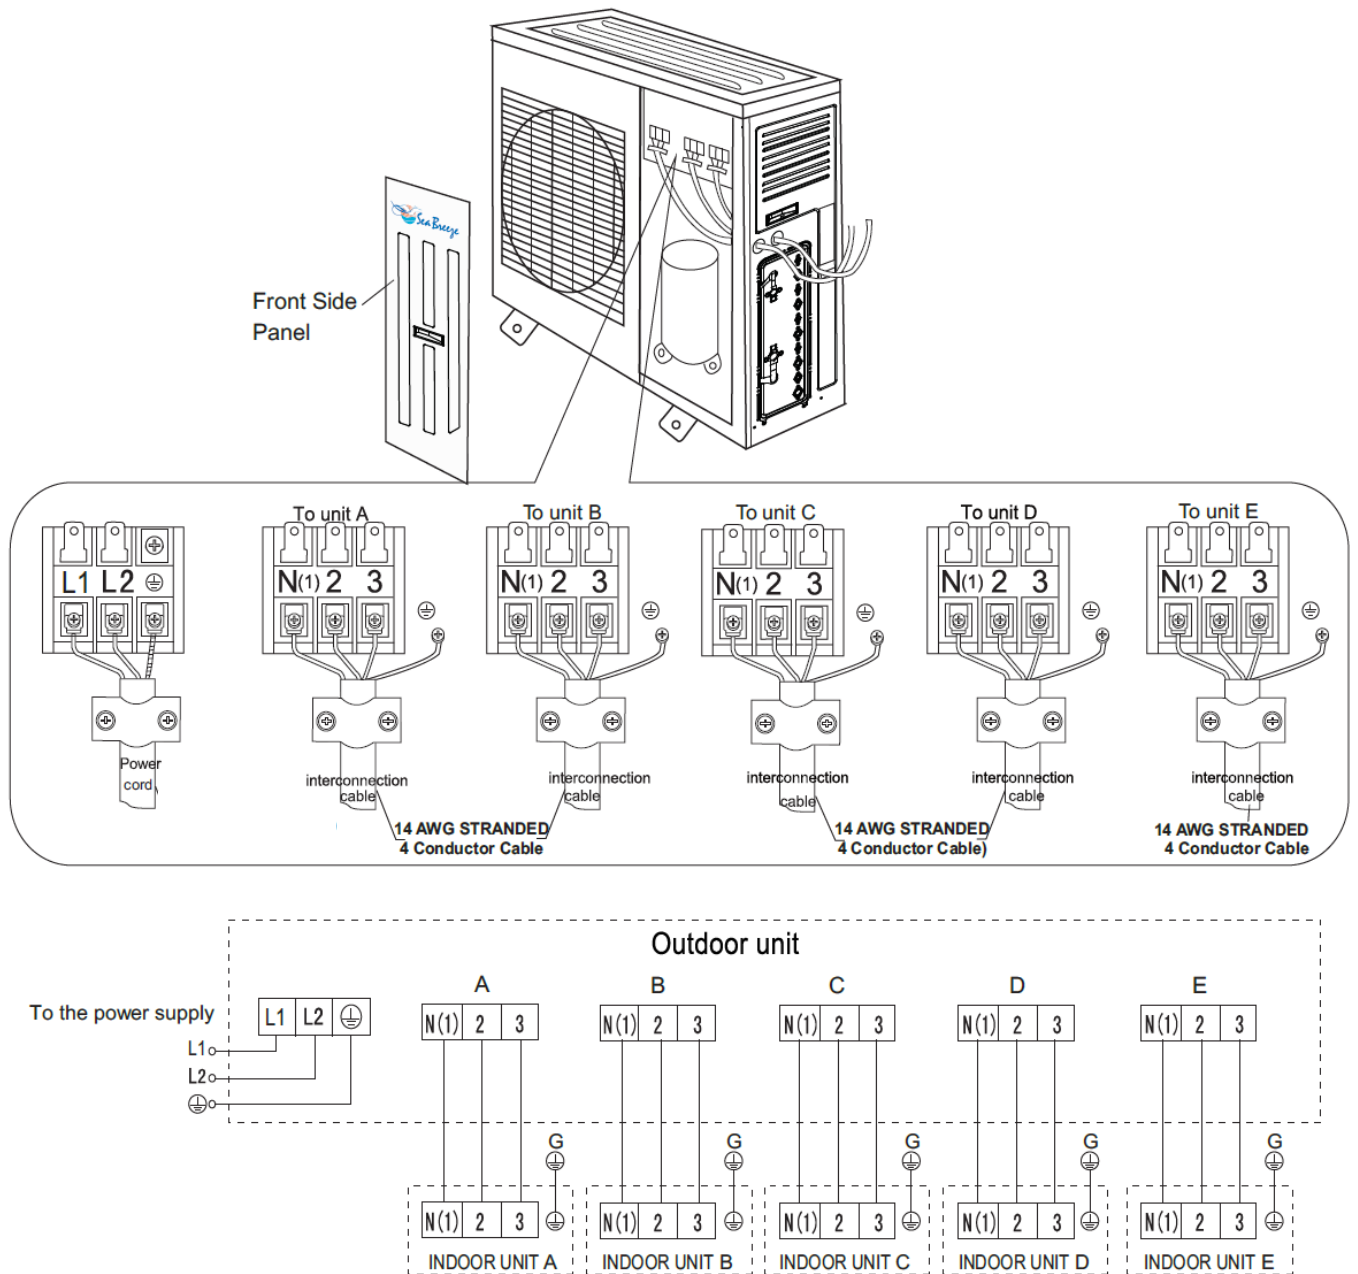 Sea Breeze
Front Side
Panel
To unit A
To unit B
To unit C
To unit D
To unit E
L1 L2
N(1) 2 3
N(1) 2 3
N(1) 2 3
N(1) 2 3
N(1) 2 3
Power
cord
interconnection
cable
interconnection
cable
interconnection
cable
interconnection
cable
interconnection
cable
14 AWG STRANDED
4 Conductor Cable
14 AWG STRANDED
4 Conductor Cable)
14 AWG STRANDED
4 Conductor Cable
Outdoor unit
To the power supply
L1 L2
L1
L2
A
B
C
D
E
N(1) 2 3
N(1) 2 3
N(1) 2 3
N(1) 2 3
N(1) 2 3
G
G
G
G
G
N(1) 2 3
N(1) 2 3
N(1) 2 3
N(1) 2 3
N(1) 2 3
INDOOR UNIT A
INDOOR UNIT B
INDOOR UNIT C
INDOOR UNIT D
INDOOR UNIT E